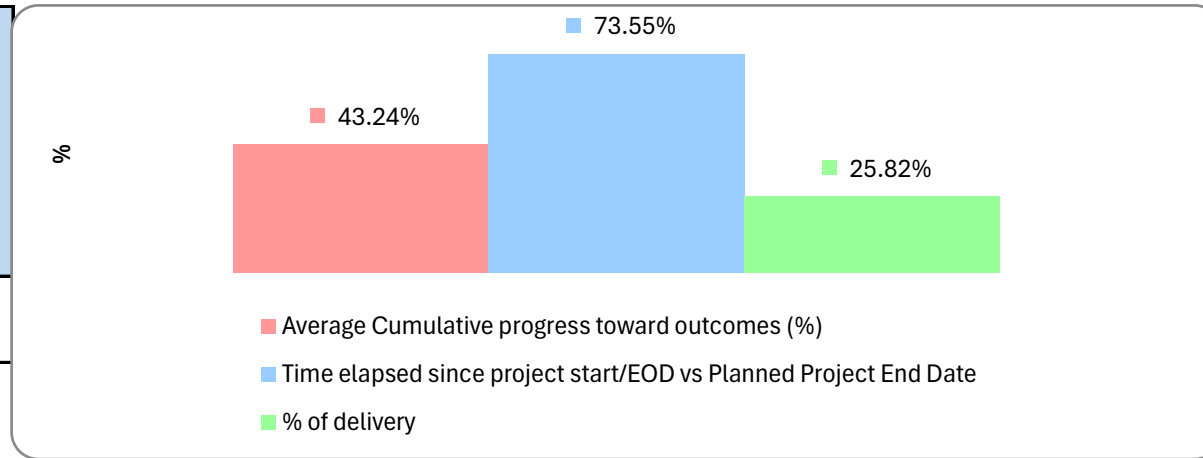 73.55%
43.24%
25.82%
%
Average Cumulative progress toward outcomes (%)
Time elapsed since project start/EOD vs Planned Project End Date
% of delivery